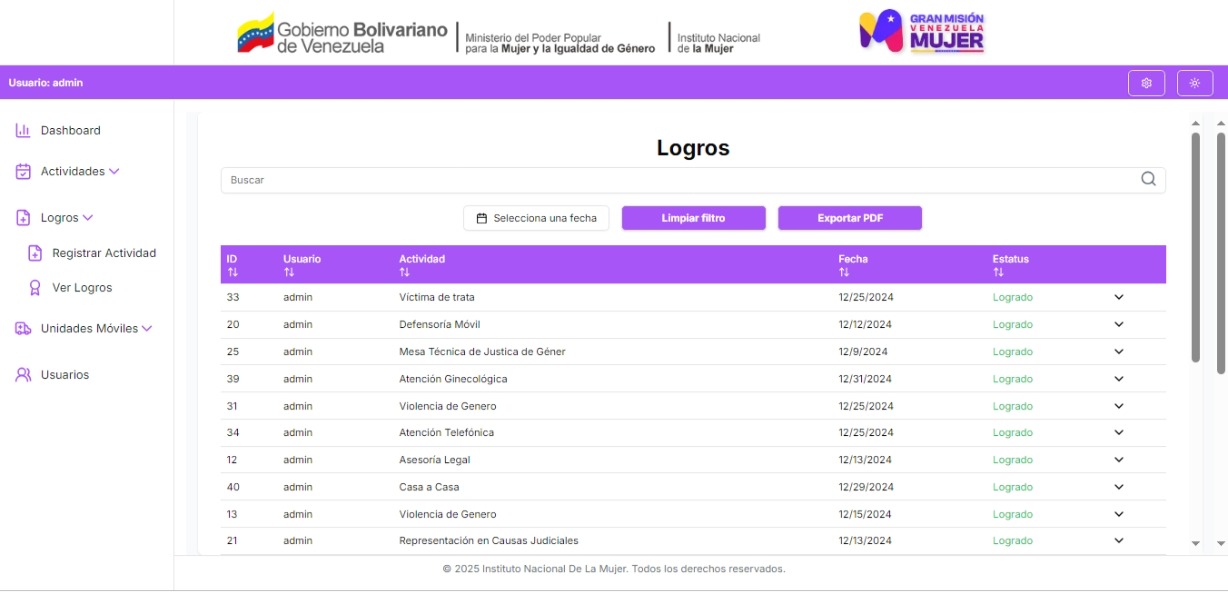 Gobierno Bolivariano
de Venezuela
Ministerio del Poder Popular
para la Mujer y la Igualdad de Género
Instituto Nacional
de la Mujer
GRAN MISIÓN
VENEZUELA
MUJER
Usuario: admin
Dashboard
Actividades
Logros
Registrar Actividad
Ver Logros
Unidades Móviles
Usuarios
Logros
Buscar
Selecciona una fecha Limpiar filtro Exportar PDF
ID Usuario Actividad Fecha Estatus
33 admin Víctima de trata 12/25/2024 Logrado
20 admin Defensoría Móvil 12/12/2024 Logrado
25 admin Mesa Técnica de Justica de Géner 12/9/2024 Logrado
39 admin Atención Ginecológica 12/31/2024 Logrado
31 admin Violencia de Genero 12/25/2024 Logrado
34 admin Atención Telefónica 12/25/2024 Logrado
12 admin Asesoría Legal 12/13/2024 Logrado
40 admin Casa a Casa 12/29/2024 Logrado
13 admin Violencia de Genero 12/15/2024 Logrado
21 admin Representación en Causas Judiciales 12/13/2024 Logrado
© 2025 Instituto Nacional De La Mujer. Todos los derechos reservados.